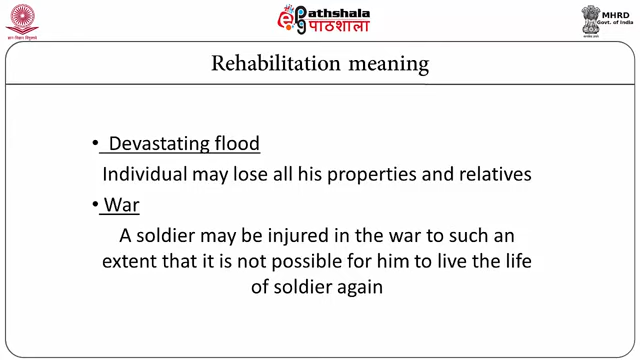 Pathshala
पाठशाला
MHRD
Govt. of India
Rehabilitation meaning
• Devastating flood
Individual may lose all his properties and relatives
• War
A soldier may be injured in the war to such an
extent that it is not possible for him to live the life
of soldier again